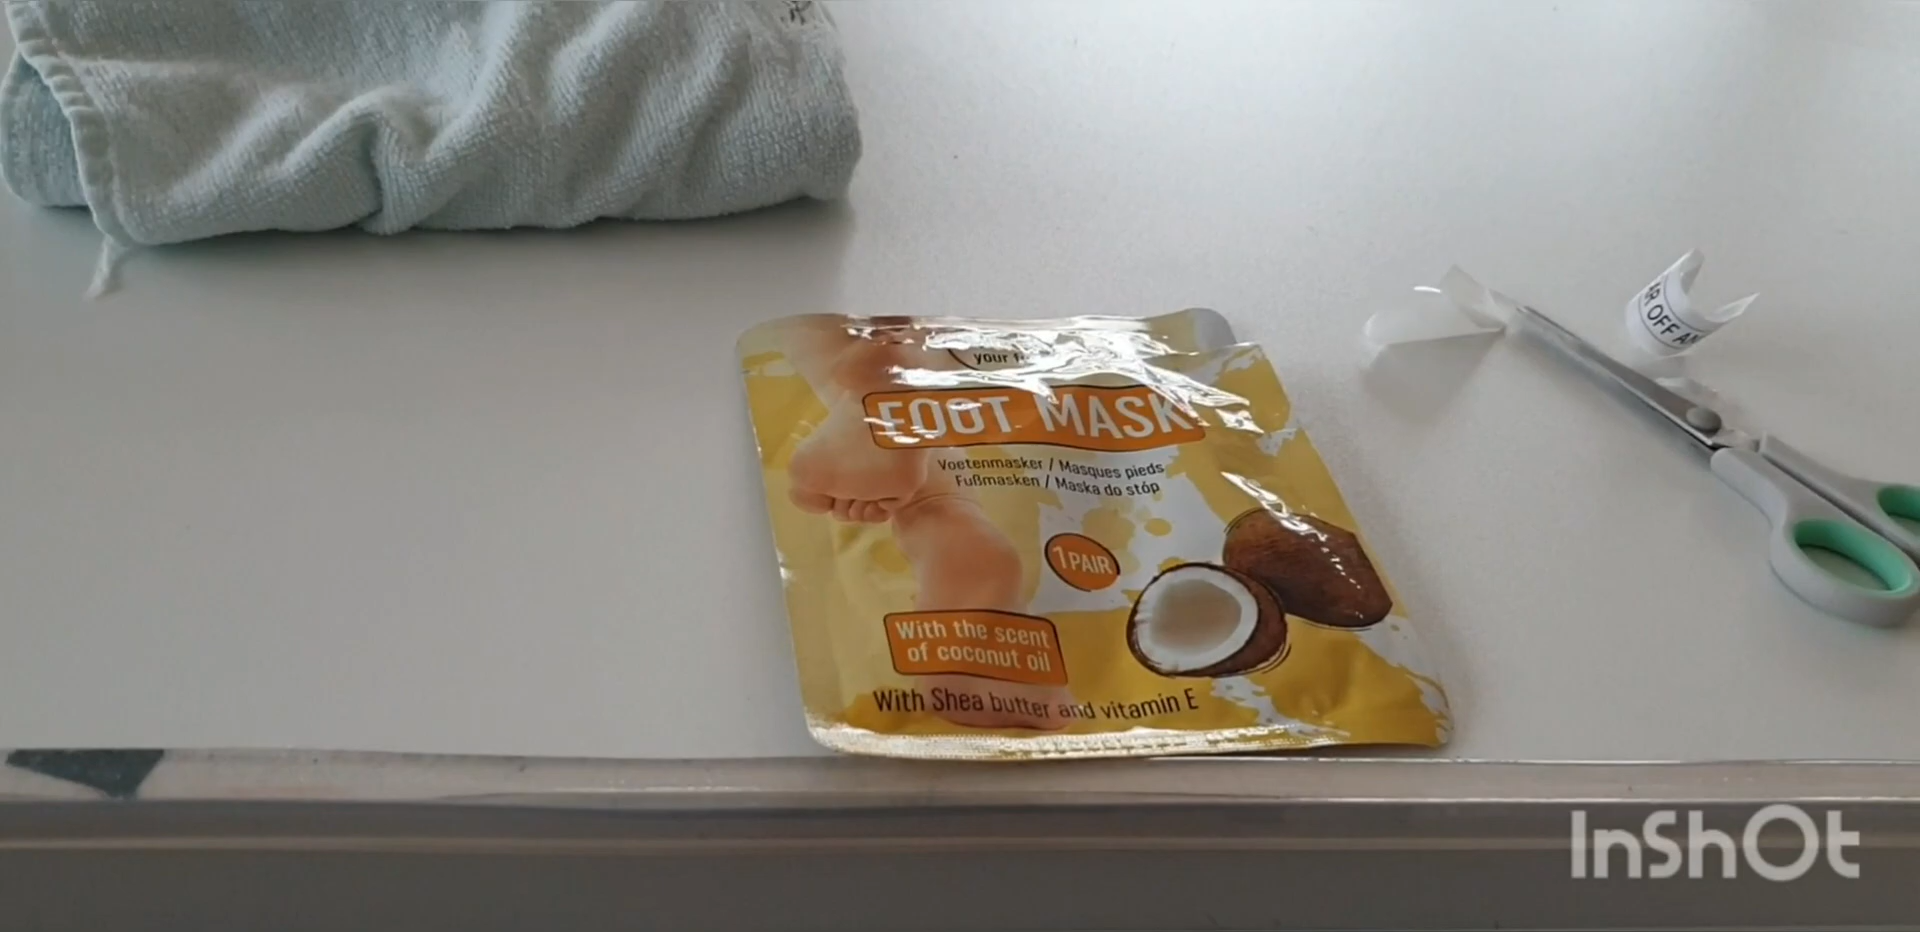 your
FOOT MASK
Voetenmasker / Masques pieds
Fußmasken / Maska do stóp
1 PAIR
With the scent
of coconut oil
With Shea butter and vitamin E
OFF
InShOt